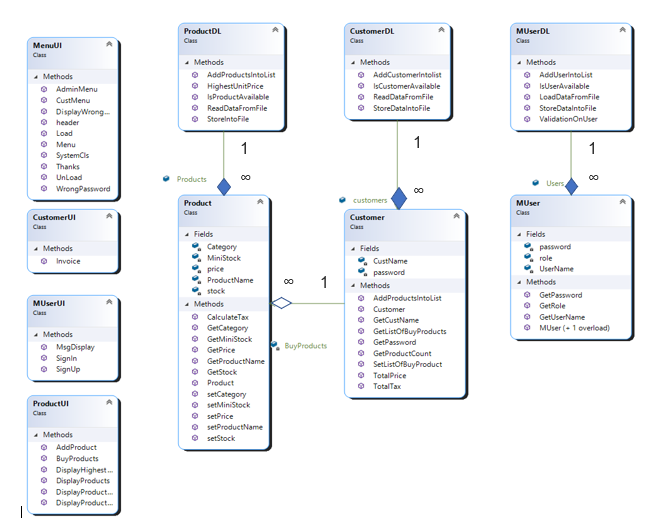 MenuUI
Class
Methods
AdminMenu
CustMenu
DisplayWrong...
header
Load
Menu
SystemCls
Thanks
UnLoad
WrongPassword
CustomerUI
Class
Methods
Invoice
MUserUI
Class
Methods
MsgDisplay
SignIn
SignUp
ProductUI
Class
Methods
AddProduct
BuyProducts
DisplayHighest...
DisplayProducts
DisplayProduct...
DisplayProduct...
ProductDL
Class
Methods
AddProductsIntoList
HighestUnitPrice
IsProductAvailable
ReadDataFromFile
StoreIntoFile
1
Products
∞
Product
Class
Fields
Category
MiniStock
price
ProductName
stock
Methods
CalculateTax
GetCategory
GetMiniStock
GetPrice
GetProductName
GetStock
Product
setCategory
setMiniStock
setPrice
setProductName
setStock
∞
1
BuyProducts
CustomerDL
Class
Methods
AddCustomerIntolist
IsCustomerAvailable
ReadDataFromFile
StoreDataIntoFile
1
customers
∞
Customer
Class
Fields
CustName
password
Methods
AddProductsIntoList
Customer
GetCustName
GetListOfBuyProducts
GetPassword
GetProductCount
SetListOfBuyProduct
TotalPrice
TotalTax
MUserDL
Class
Methods
AddUserIntoList
IsUserAvailable
LoadDataFromFile
StoreDataIntoFile
ValidationOnUser
1
Users
∞
MUser
Class
Fields
password
role
UserName
Methods
GetPassword
GetRole
GetUserName
MUser (+ 1 overload)